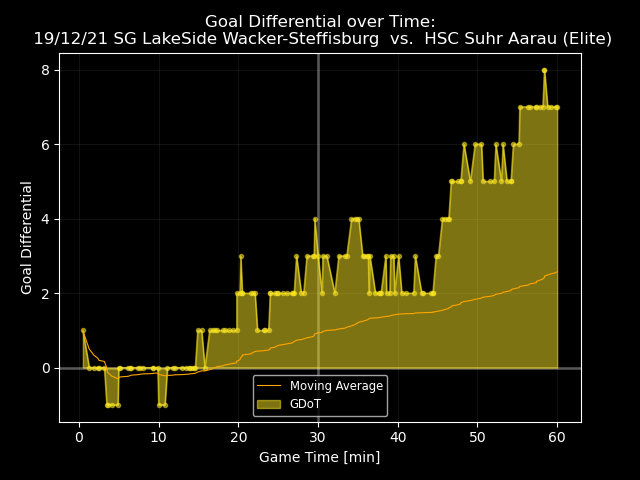 Goal Differential over Time:
19/12/21 SG LakeSide Wacker-Steffisburg  vs.  HSC Suhr Aarau (Elite)
8
6
4
2
0
Goal Differential
Moving Average
GDoT
0 10 20 30 40 50 60
Game Time [min]